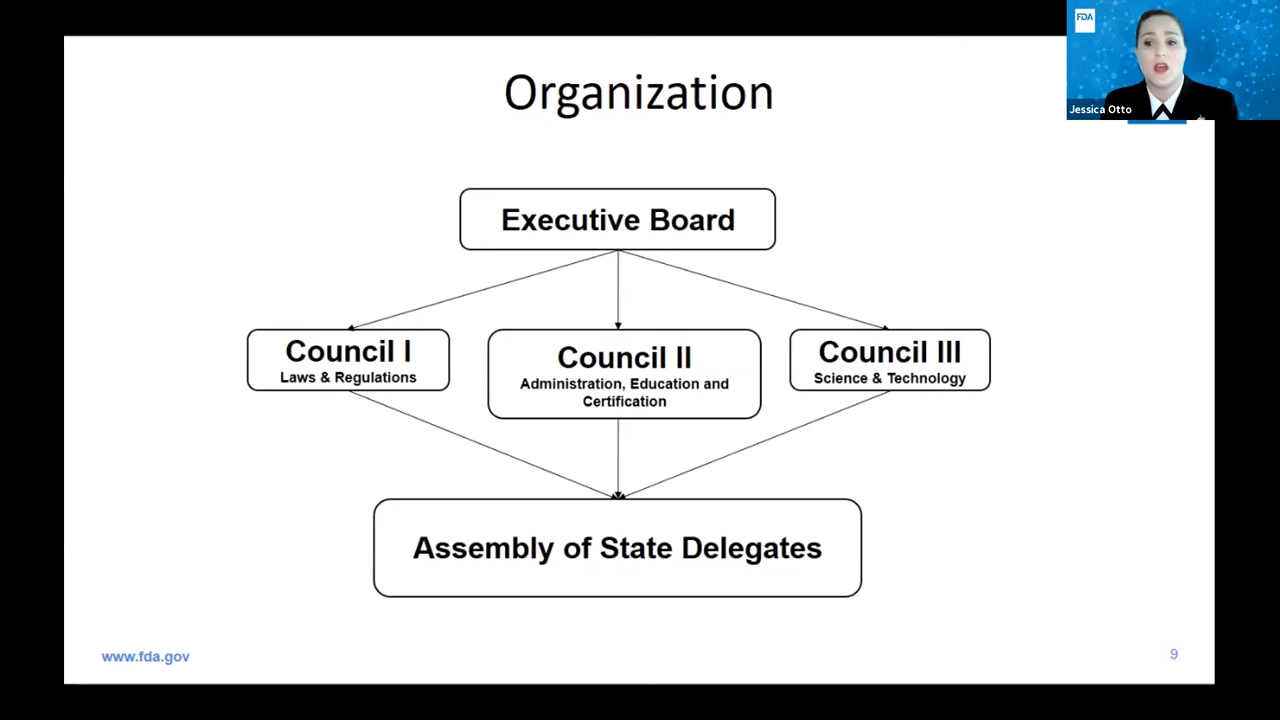 Organization
FDA
Jessica Otto
Executive Board
Council I
Laws & Regulations
Council II
Administration, Education and
Certification
Council III
Science & Technology
Assembly of State Delegates
www.fda.gov
9